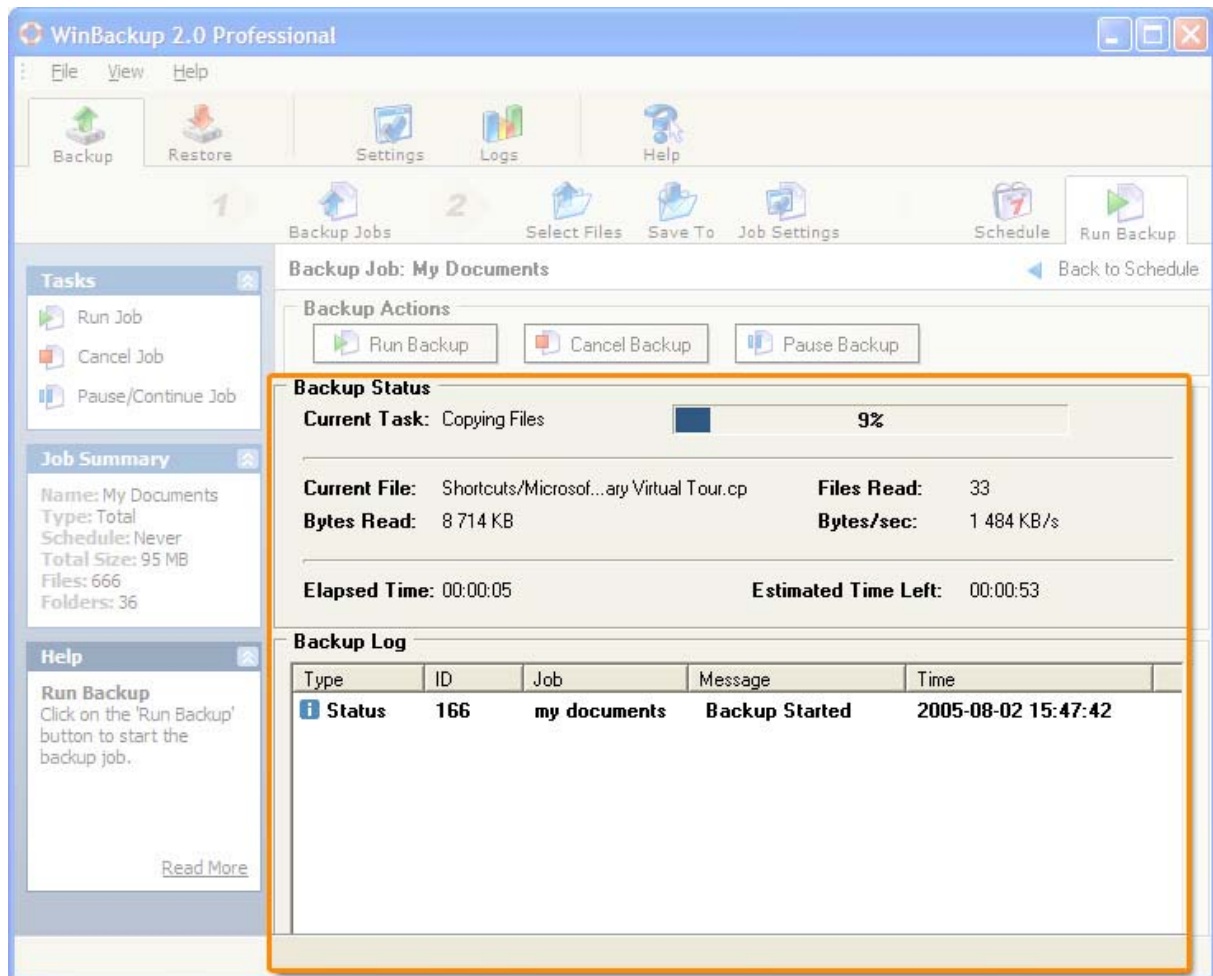 WinBackup 2.0 Professional
File View Help
Backup Restore Settings Logs Help
1 Backup Jobs 2 Select Files Save To Job Settings Schedule Run Backup
Tasks
Run Job
Cancel Job
Pause/Continue Job
Job Summary
Name: My Documents
Type: Total
Schedule: Never
Total Size: 95 MB
Files: 666
Folders: 36
Help
Run Backup
Click on the 'Run Backup'
button to start the
backup job.
Read More
Backup Job: My Documents Back to Schedule
Backup Actions
Run Backup Cancel Backup Pause Backup
Backup Status
Current Task: Copying Files 9%
Current File: Shortcuts/Microsof...ary Virtual Tour.cp Files Read: 33
Bytes Read: 8 714 KB Bytes/sec: 1 484 KB/s
Elapsed Time: 00:00:05 Estimated Time Left: 00:00:53
Backup Log
Type ID Job Message Time
Status 166 my documents Backup Started 2005-08-02 15:47:42